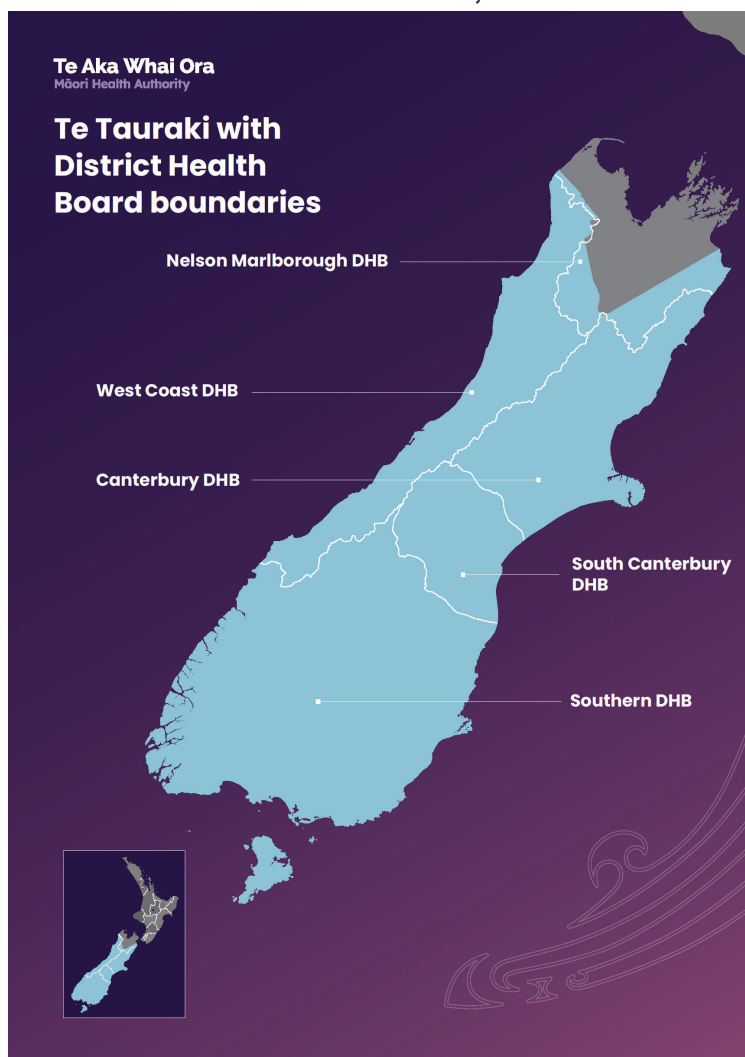 Te Aka Whai Ora
Māori Health Authority
Te Tauraki with
District Health
Board boundaries
Nelson Marlborough DHB
West Coast DHB
Canterbury DHB
South Canterbury
DHB
Southern DHB